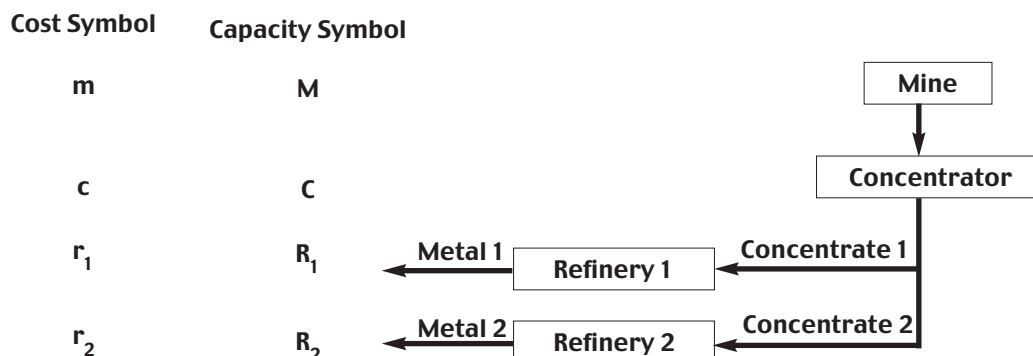 Cost Symbol Capacity Symbol
m M Mine
c C Concentrator
r₁ R₁ Metal 1 Refinery 1 Concentrate 1
r₂ R₂ Metal 2 Refinery 2 Concentrate 2